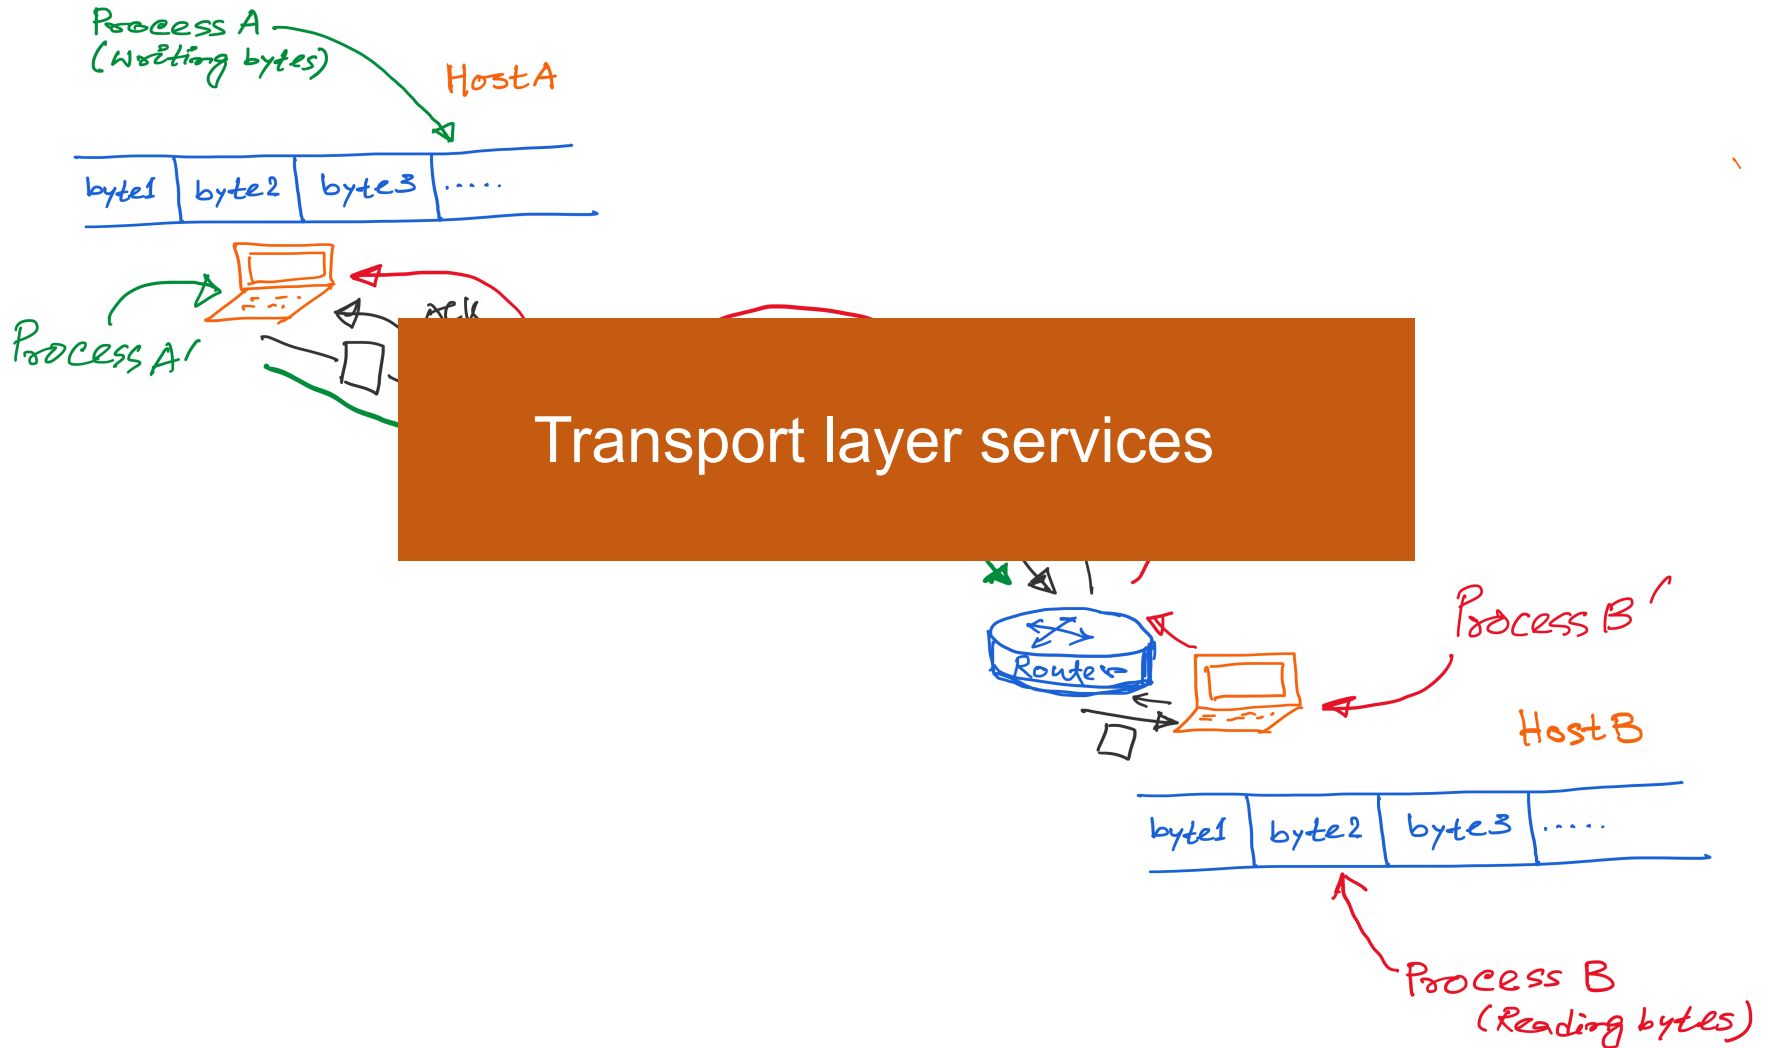 Process A
(Writing bytes)
Host A
byte1 byte2 byte3 .....
Process A'
ACK
Transport layer services
Router
Process B'
Host B
byte1 byte2 byte3 .....
Process B
(Reading bytes)